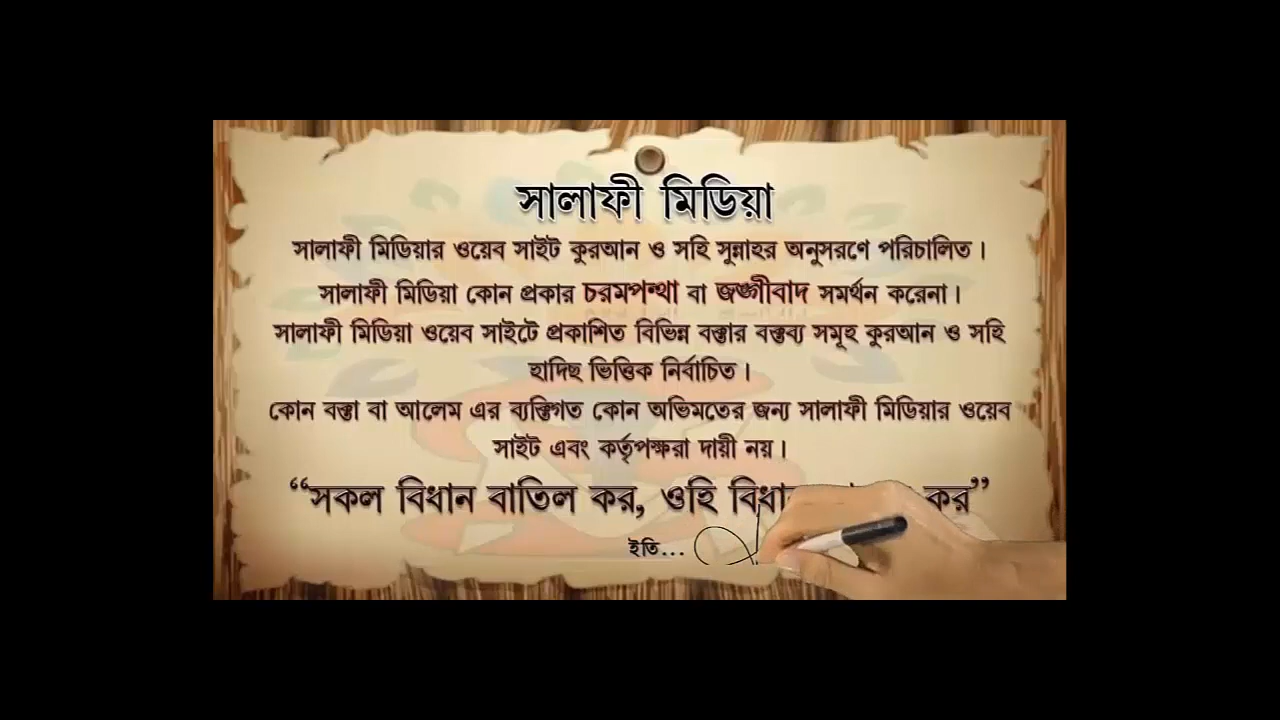 সালাফী মিডিয়া
সালাফী মিডিয়ার ওয়েব সাইট কুরআন ও সহি সুন্নাহর অনুসরণে পরিচালিত।
সালাফী মিডিয়া কোন প্রকার চরমপন্থা বা জঙ্গীবাদ সমর্থন করেনা।
সালাফী মিডিয়া ওয়েব সাইটে প্রকাশিত বিভিন্ন বক্তার বক্তব্য সমূহ কুরআন ও সহি
হাদিছ ভিত্তিক নির্বাচিত।
কোন বক্তা বা আলেম এর ব্যক্তিগত কোন অভিমতের জন্য সালাফী মিডিয়ার ওয়েব
সাইট এবং কর্তৃপক্ষরা দায়ী নয়।
“সকল বিধান বাতিল কর, ওহি কর”
ইতি...